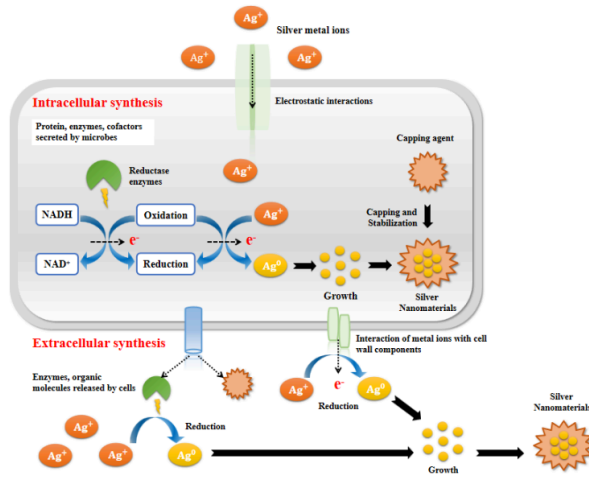 Ag+
Silver metal ions
Ag+
Ag+
Intracellular synthesis
Electrostatic interactions
Protein, enzymes, cofactors
secreted by microbes
Capping agent
Reductase
enzymes
Ag+
NADH
Oxidation
Ag+
Capping and
Stabilization
e-
e-
NAD+
Reduction
Ag0
Growth
Silver
Nanomaterials
Extracellular synthesis
Interaction of metal ions with cell
wall components
Enzymes, organic
molecules released by cells
Ag+
e-
Ag0
Reduction
Silver
Nanomaterials
Reduction
Ag+
Ag+
Ag+
Ag0
Growth